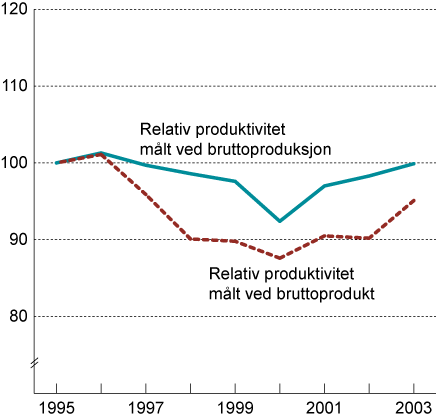 120
110
Relativ produktivitet
målt ved bruttoproduksjon
100
90
Relativ produktivitet
målt ved bruttoprodukt
80
1995 1997 1999 2001 2003